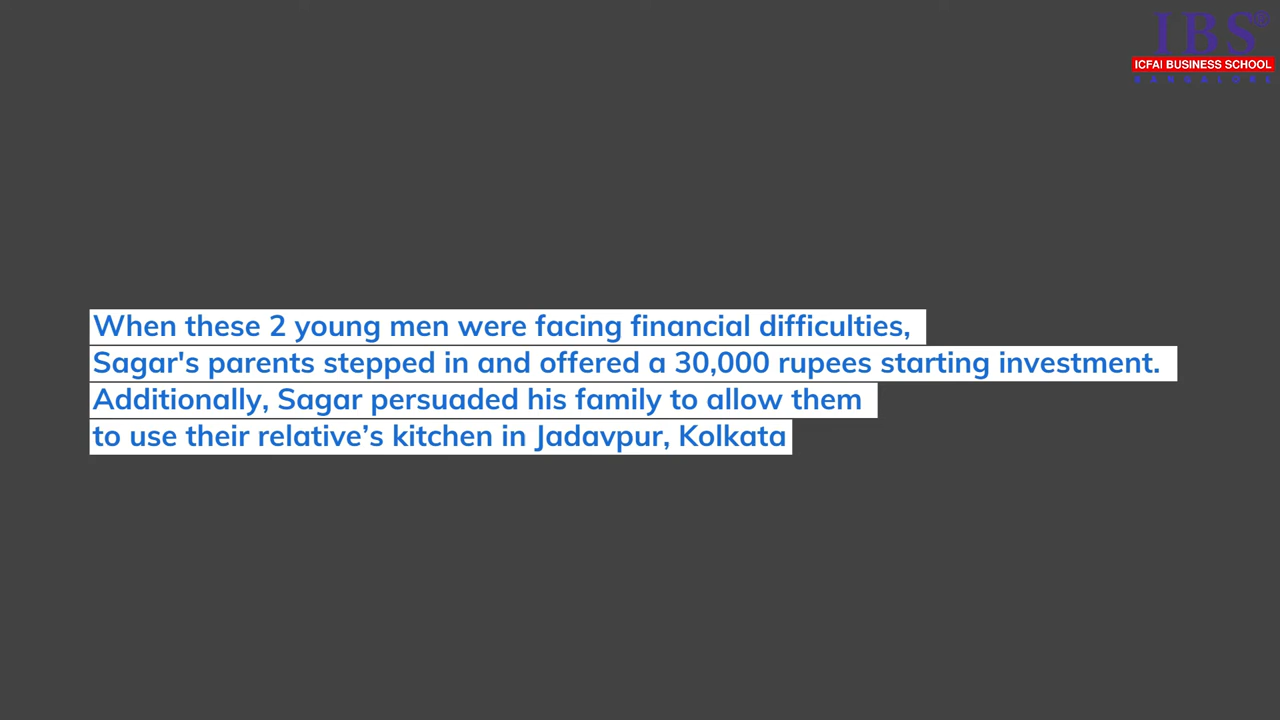 IBS®
ICFAI BUSINESS SCHOOL
BANGALORE
When these 2 young men were facing financial difficulties,
Sagar's parents stepped in and offered a 30,000 rupees starting investment.
Additionally, Sagar persuaded his family to allow them
to use their relative’s kitchen in Jadavpur, Kolkata